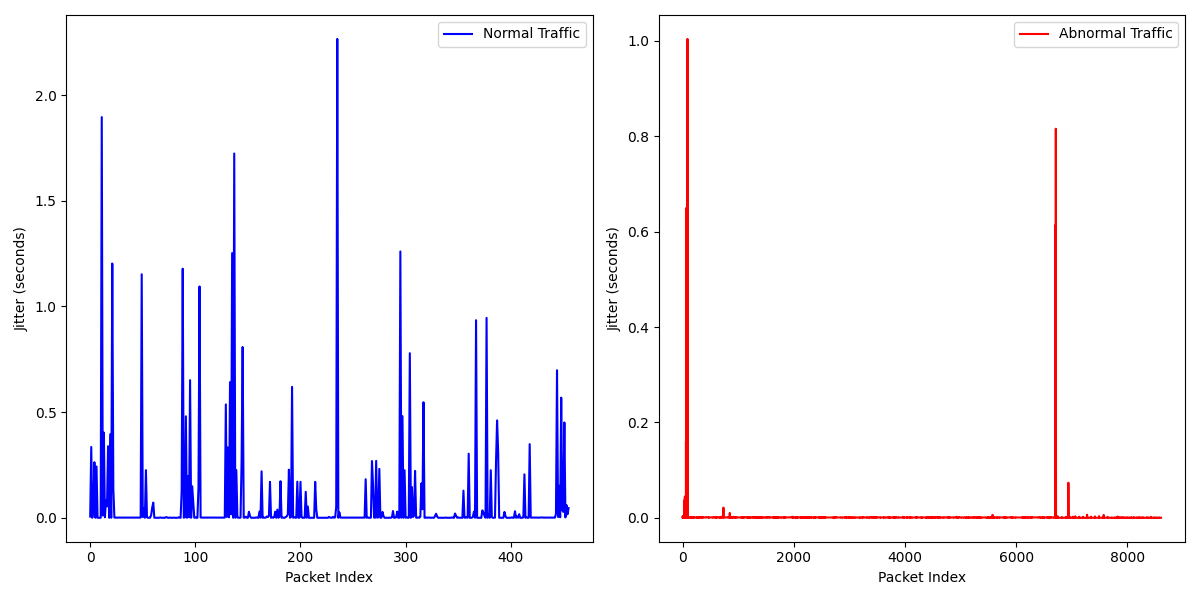 Normal Traffic
Jitter (seconds)
2.0
1.5
1.0
0.5
0.0
0 100 200 300 400
Packet Index
Abnormal Traffic
Jitter (seconds)
1.0
0.8
0.6
0.4
0.2
0.0
0 2000 4000 6000 8000
Packet Index